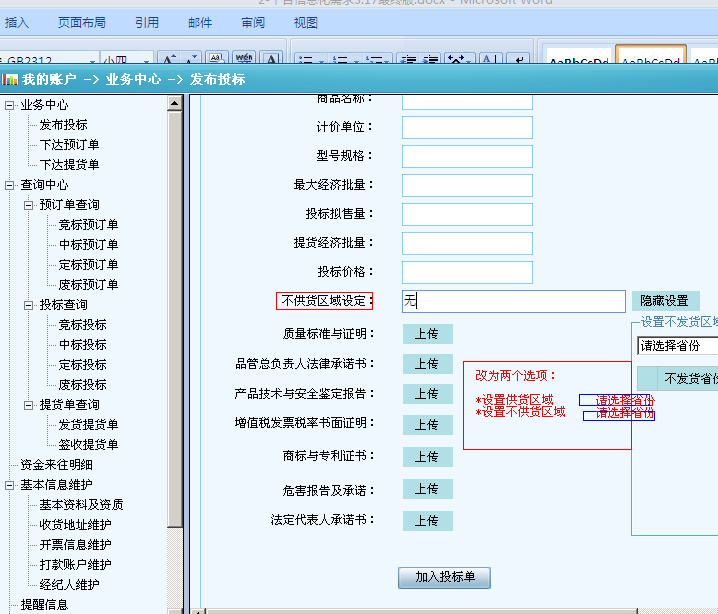 2-平台信息化需求3.17最终版.docx - Microsoft Word
插入 页面布局 引用 邮件 审阅 视图
GB2312 小四
AaBbCcDd AaBbCcDd
我的账户 -> 业务中心 -> 发布投标
业务中心
发布投标
下达预订单
下达提货单
查询中心
预订单查询
竞标预订单
中标预订单
定标预订单
废标预订单
投标查询
竞标投标
中标投标
定标投标
废标投标
提货单查询
发货提货单
签收提货单
资金来往明细
基本信息维护
基本资料及资质
收货地址维护
开票信息维护
打款账户维护
经纪人维护
提醒信息
商品名称：
计价单位：
型号规格：
最大经济批量：
投标拟售量：
提货经济批量：
投标价格：
不供货区域设定： 无 隐藏设置
质量标准与证明： 上传
品管总负责人法律承诺书： 上传
产品技术与安全鉴定报告： 上传
增值税发票税率书面证明： 上传
商标与专利证书： 上传
危害报告及承诺： 上传
法定代表人承诺书： 上传
加入投标单
改为两个选项：
*设置供货区域 请选择省份
*设置不供货区域 请选择省份
设置不发货区域
请选择省份
不发货省份